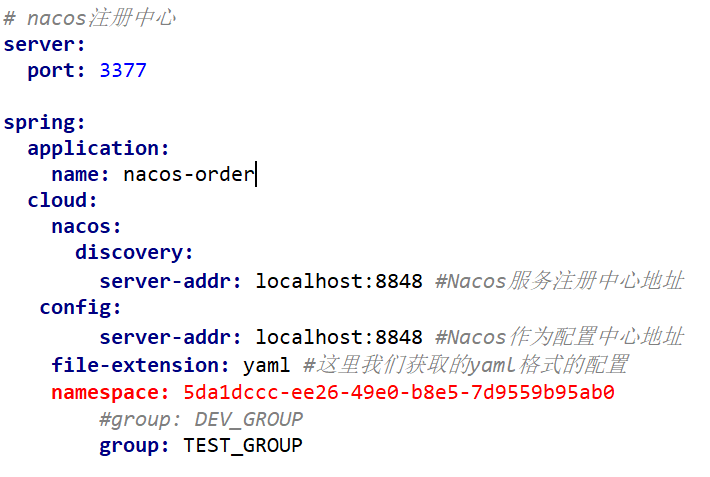 # nacos注册中心
server:
  port: 3377

spring:
  application:
    name: nacos-order
  cloud:
    nacos:
      discovery:
        server-addr: localhost:8848 #Nacos服务注册中心地址
   config:
        server-addr: localhost:8848 #Nacos作为配置中心地址
    file-extension: yaml #这里我们获取的yaml格式的配置
    namespace: 5da1dccc-ee26-49e0-b8e5-7d9559b95ab0
        #group: DEV_GROUP
        group: TEST_GROUP